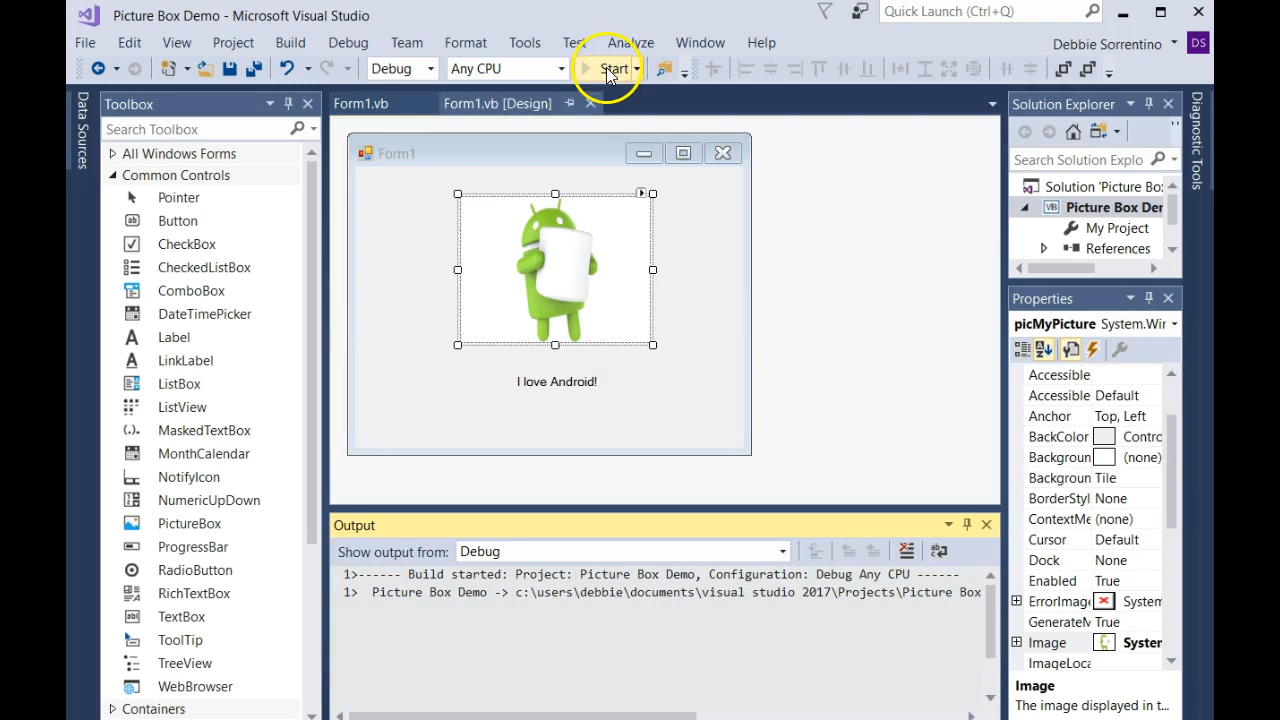 Picture Box Demo - Microsoft Visual Studio
Quick Launch (Ctrl+Q)
File Edit View Project Build Debug Team Format Tools Test Analyze Window Help
Debbie Sorrentino DS
Debug Any CPU Start
Data Sources
Toolbox
Search Toolbox
All Windows Forms
Common Controls
Pointer
Button
CheckBox
CheckedListBox
ComboBox
DateTimePicker
Label
LinkLabel
ListBox
ListView
MaskedTextBox
MonthCalendar
NotifyIcon
NumericUpDown
PictureBox
ProgressBar
RadioButton
RichTextBox
TextBox
ToolTip
TreeView
WebBrowser
Containers
Form1.vb Form1.vb [Design]
Form1
I love Android!
Output
Show output from: Debug
1>------ Build started: Project: Picture Box Demo, Configuration: Debug Any CPU ------
1> Picture Box Demo -> c:\users\debbie\documents\visual studio 2017\Projects\Picture Box
Solution Explorer
Search Solution Explo
Solution 'Picture Bo
VB Picture Box Der
My Project
References
Properties
picMyPicture System.Wir
Accessible
Accessible Default
Anchor Top, Left
BackColor Contro
Backgroun (none)
Backgroun Tile
BorderStyl None
ContextMe (none)
Cursor Default
Dock None
Enabled True
ErrorImage System
GenerateM True
Image System
ImageLoca
Image
The image displayed in t...
Diagnostic Tools